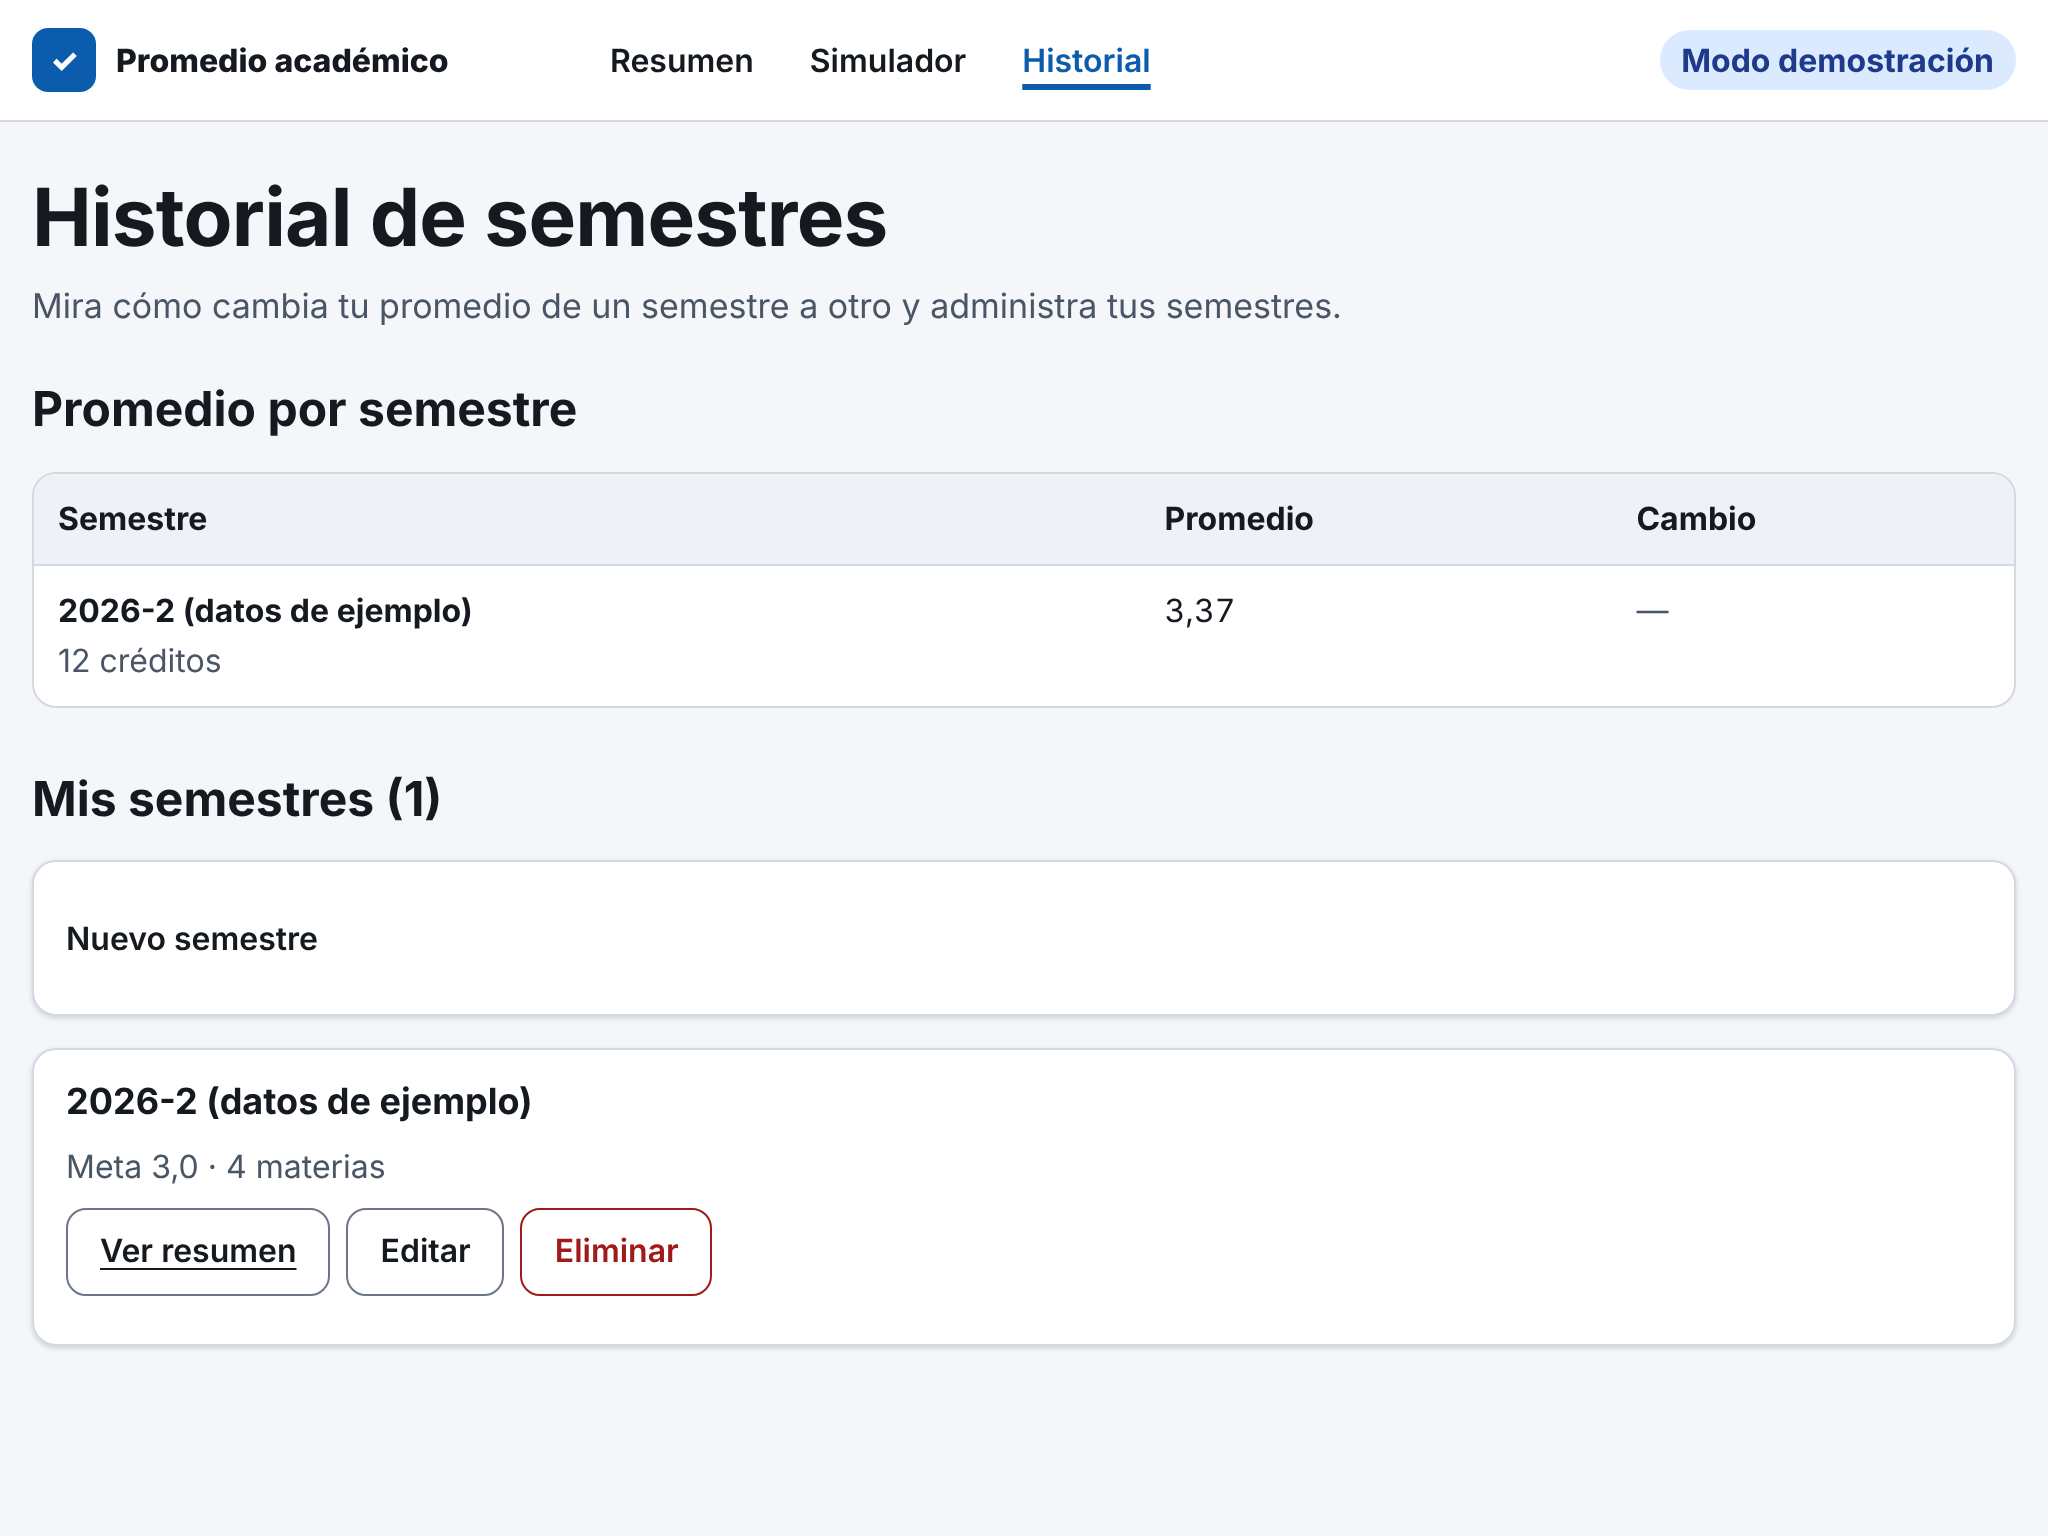 Promedio académico
Resumen
Simulador
Historial
Modo demostración
Historial de semestres
Mira cómo cambia tu promedio de un semestre a otro y administra tus semestres.
Promedio por semestre
Semestre Promedio Cambio
2026-2 (datos de ejemplo) 3,37 —
12 créditos
Mis semestres (1)
Nuevo semestre
2026-2 (datos de ejemplo)
Meta 3,0 · 4 materias
Ver resumen
Editar
Eliminar